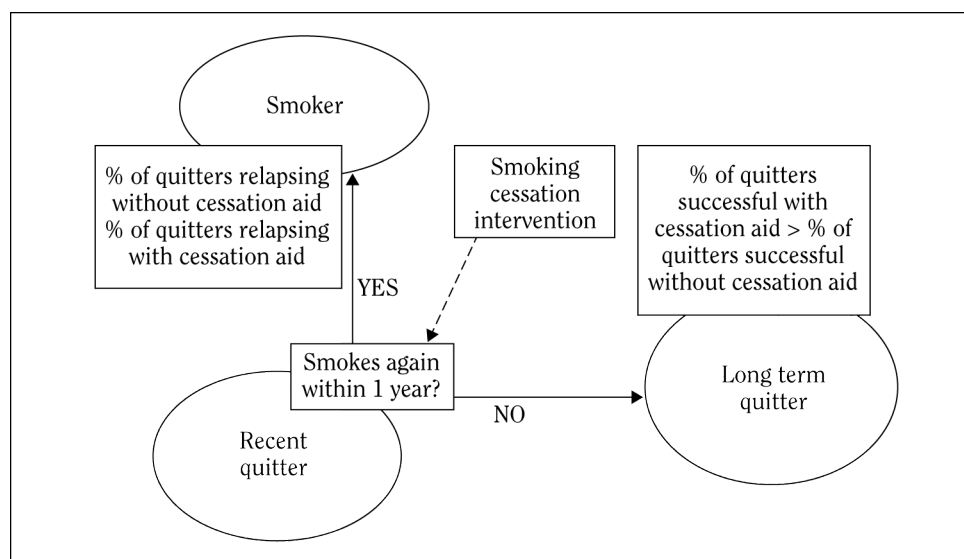 Smoker
% of quitters relapsing
without cessation aid
% of quitters relapsing
with cessation aid
Smoking
cessation
intervention
% of quitters
successful with
cessation aid > % of
quitters successful
without cessation aid
YES
Smokes again
within 1 year?
NO
Long term
quitter
Recent
quitter